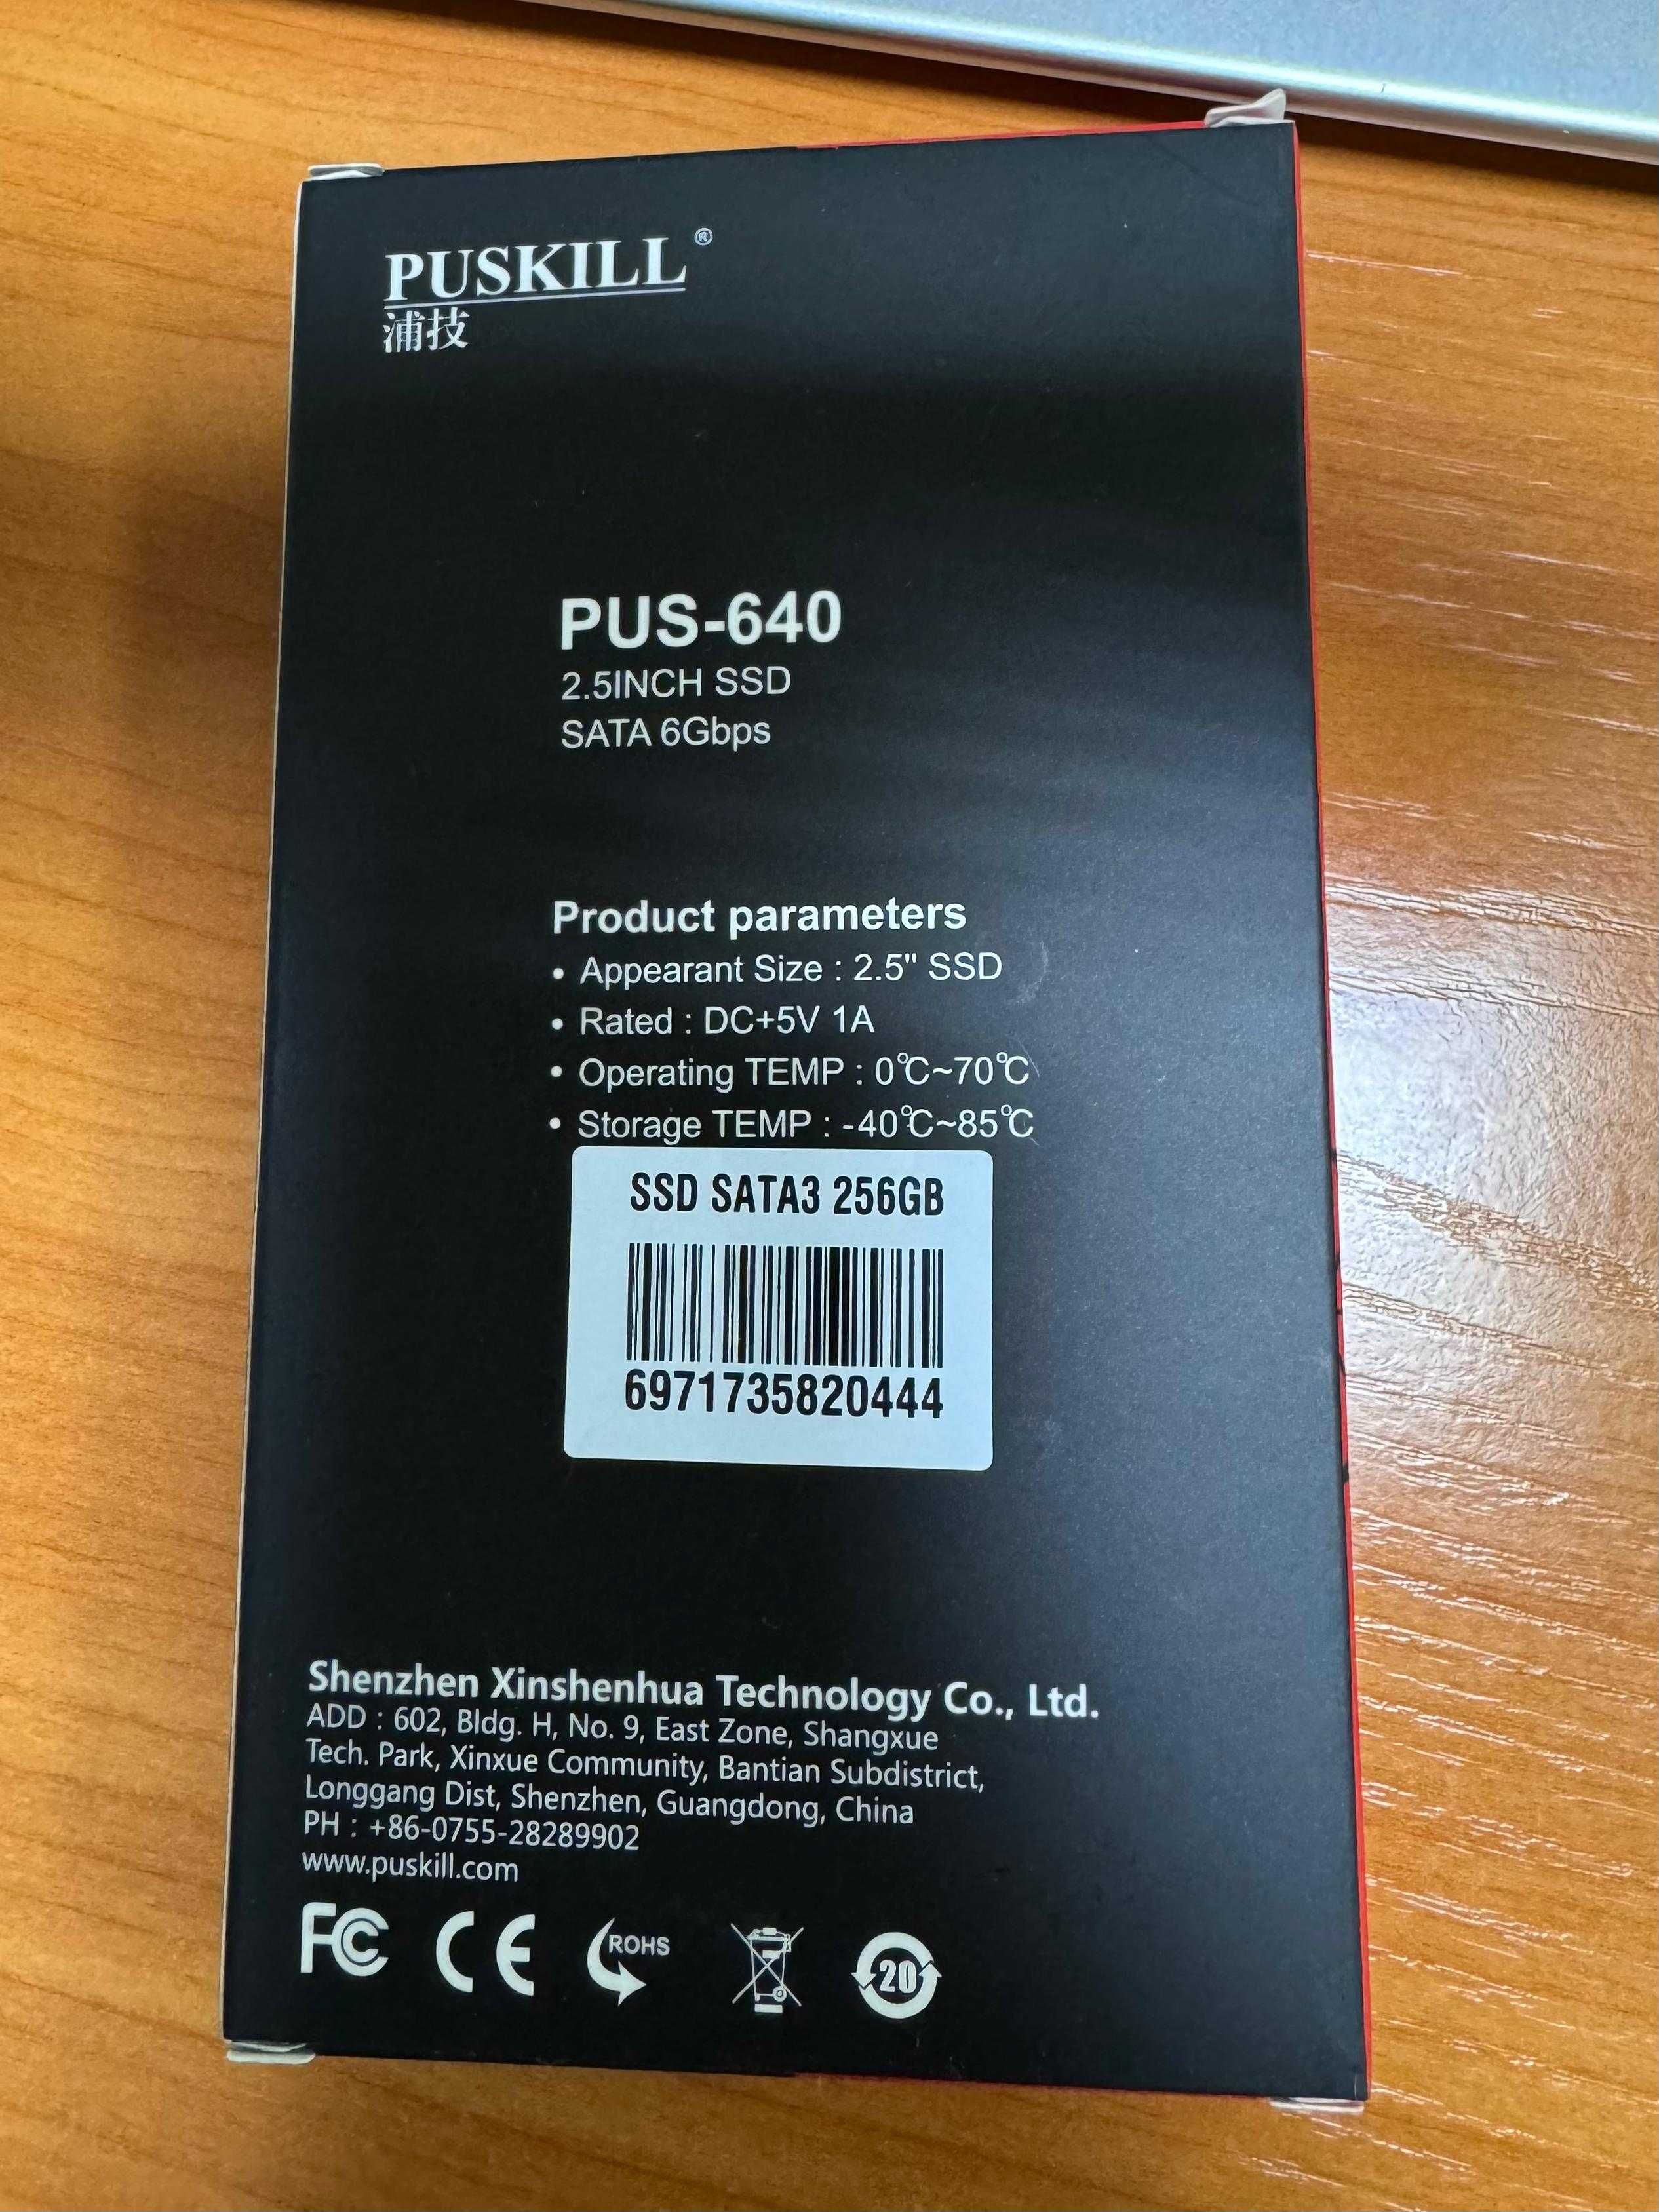 PUSKILL®
浦技
PUS-640
2.5INCH SSD
SATA 6Gbps
Product parameters
• Appearant Size : 2.5" SSD
• Rated : DC+5V 1A
• Operating TEMP : 0℃~70℃
• Storage TEMP : -40℃~85℃
SSD SATA3 256GB
6971735820444
Shenzhen Xinshenhua Technology Co., Ltd.
ADD : 602, Bldg. H, No. 9, East Zone, Shangxue
Tech. Park, Xinxue Community, Bantian Subdistrict,
Longgang Dist, Shenzhen, Guangdong, China
PH : +86-0755-28289902
www.puskill.com
FC CE ROHS 20